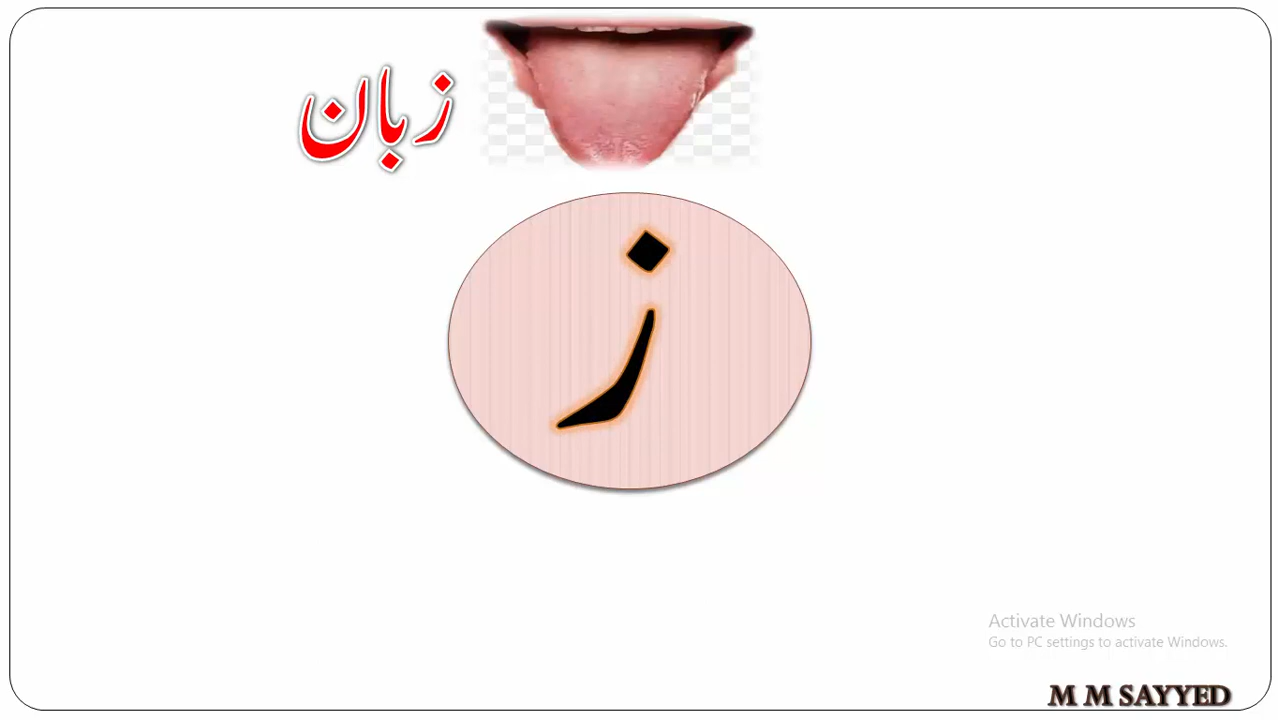 زبان
ز
Activate Windows
Go to PC settings to activate Windows.
M M SAYYED